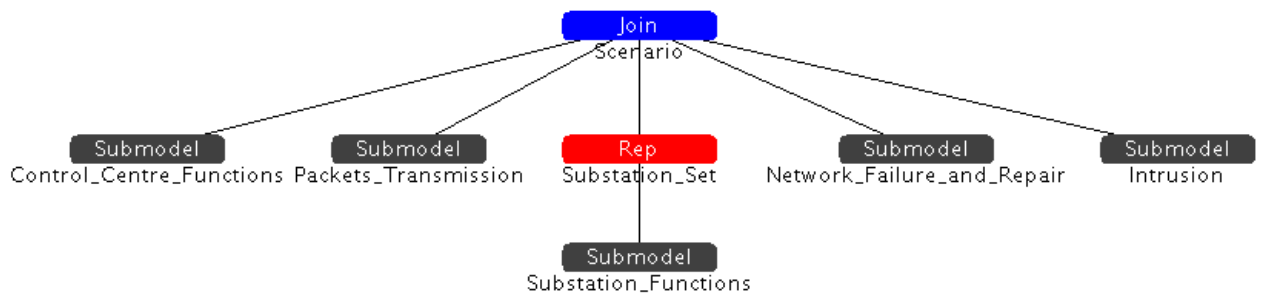 Join
Scenario
Submodel Submodel Rep Submodel Submodel
Control_Centre_Functions Packets_Transmission Substation_Set Network_Failure_and_Repair Intrusion
Submodel
Substation_Functions